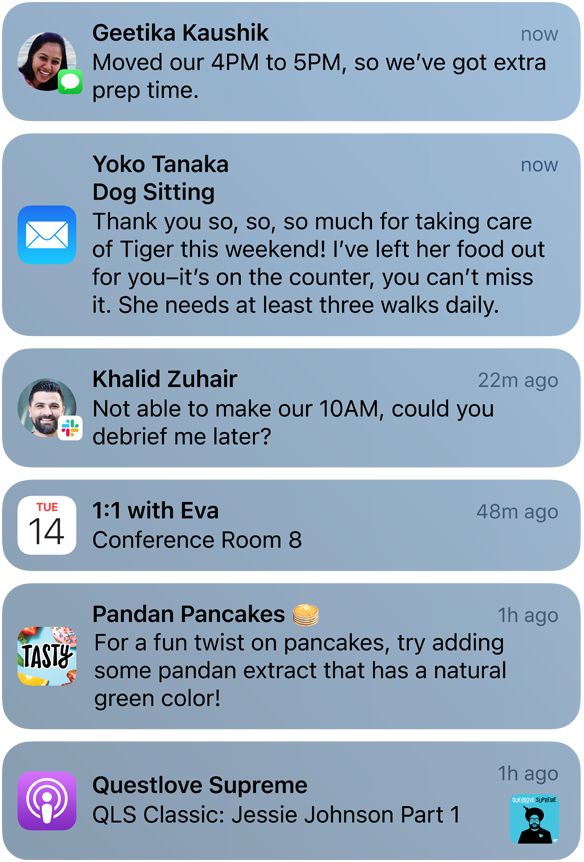 Geetika Kaushik now
Moved our 4PM to 5PM, so we’ve got extra
prep time.
Yoko Tanaka now
Dog Sitting
Thank you so, so, so much for taking care
of Tiger this weekend! I’ve left her food out
for you–it’s on the counter, you can’t miss
it. She needs at least three walks daily.
Khalid Zuhair 22m ago
Not able to make our 10AM, could you
debrief me later?
TUE
14
1:1 with Eva 48m ago
Conference Room 8
Pandan Pancakes 🥞 1h ago
TASTY
For a fun twist on pancakes, try adding
some pandan extract that has a natural
green color!
Questlove Supreme 1h ago
QLS Classic: Jessie Johnson Part 1
QUESTLOVE SUPREME